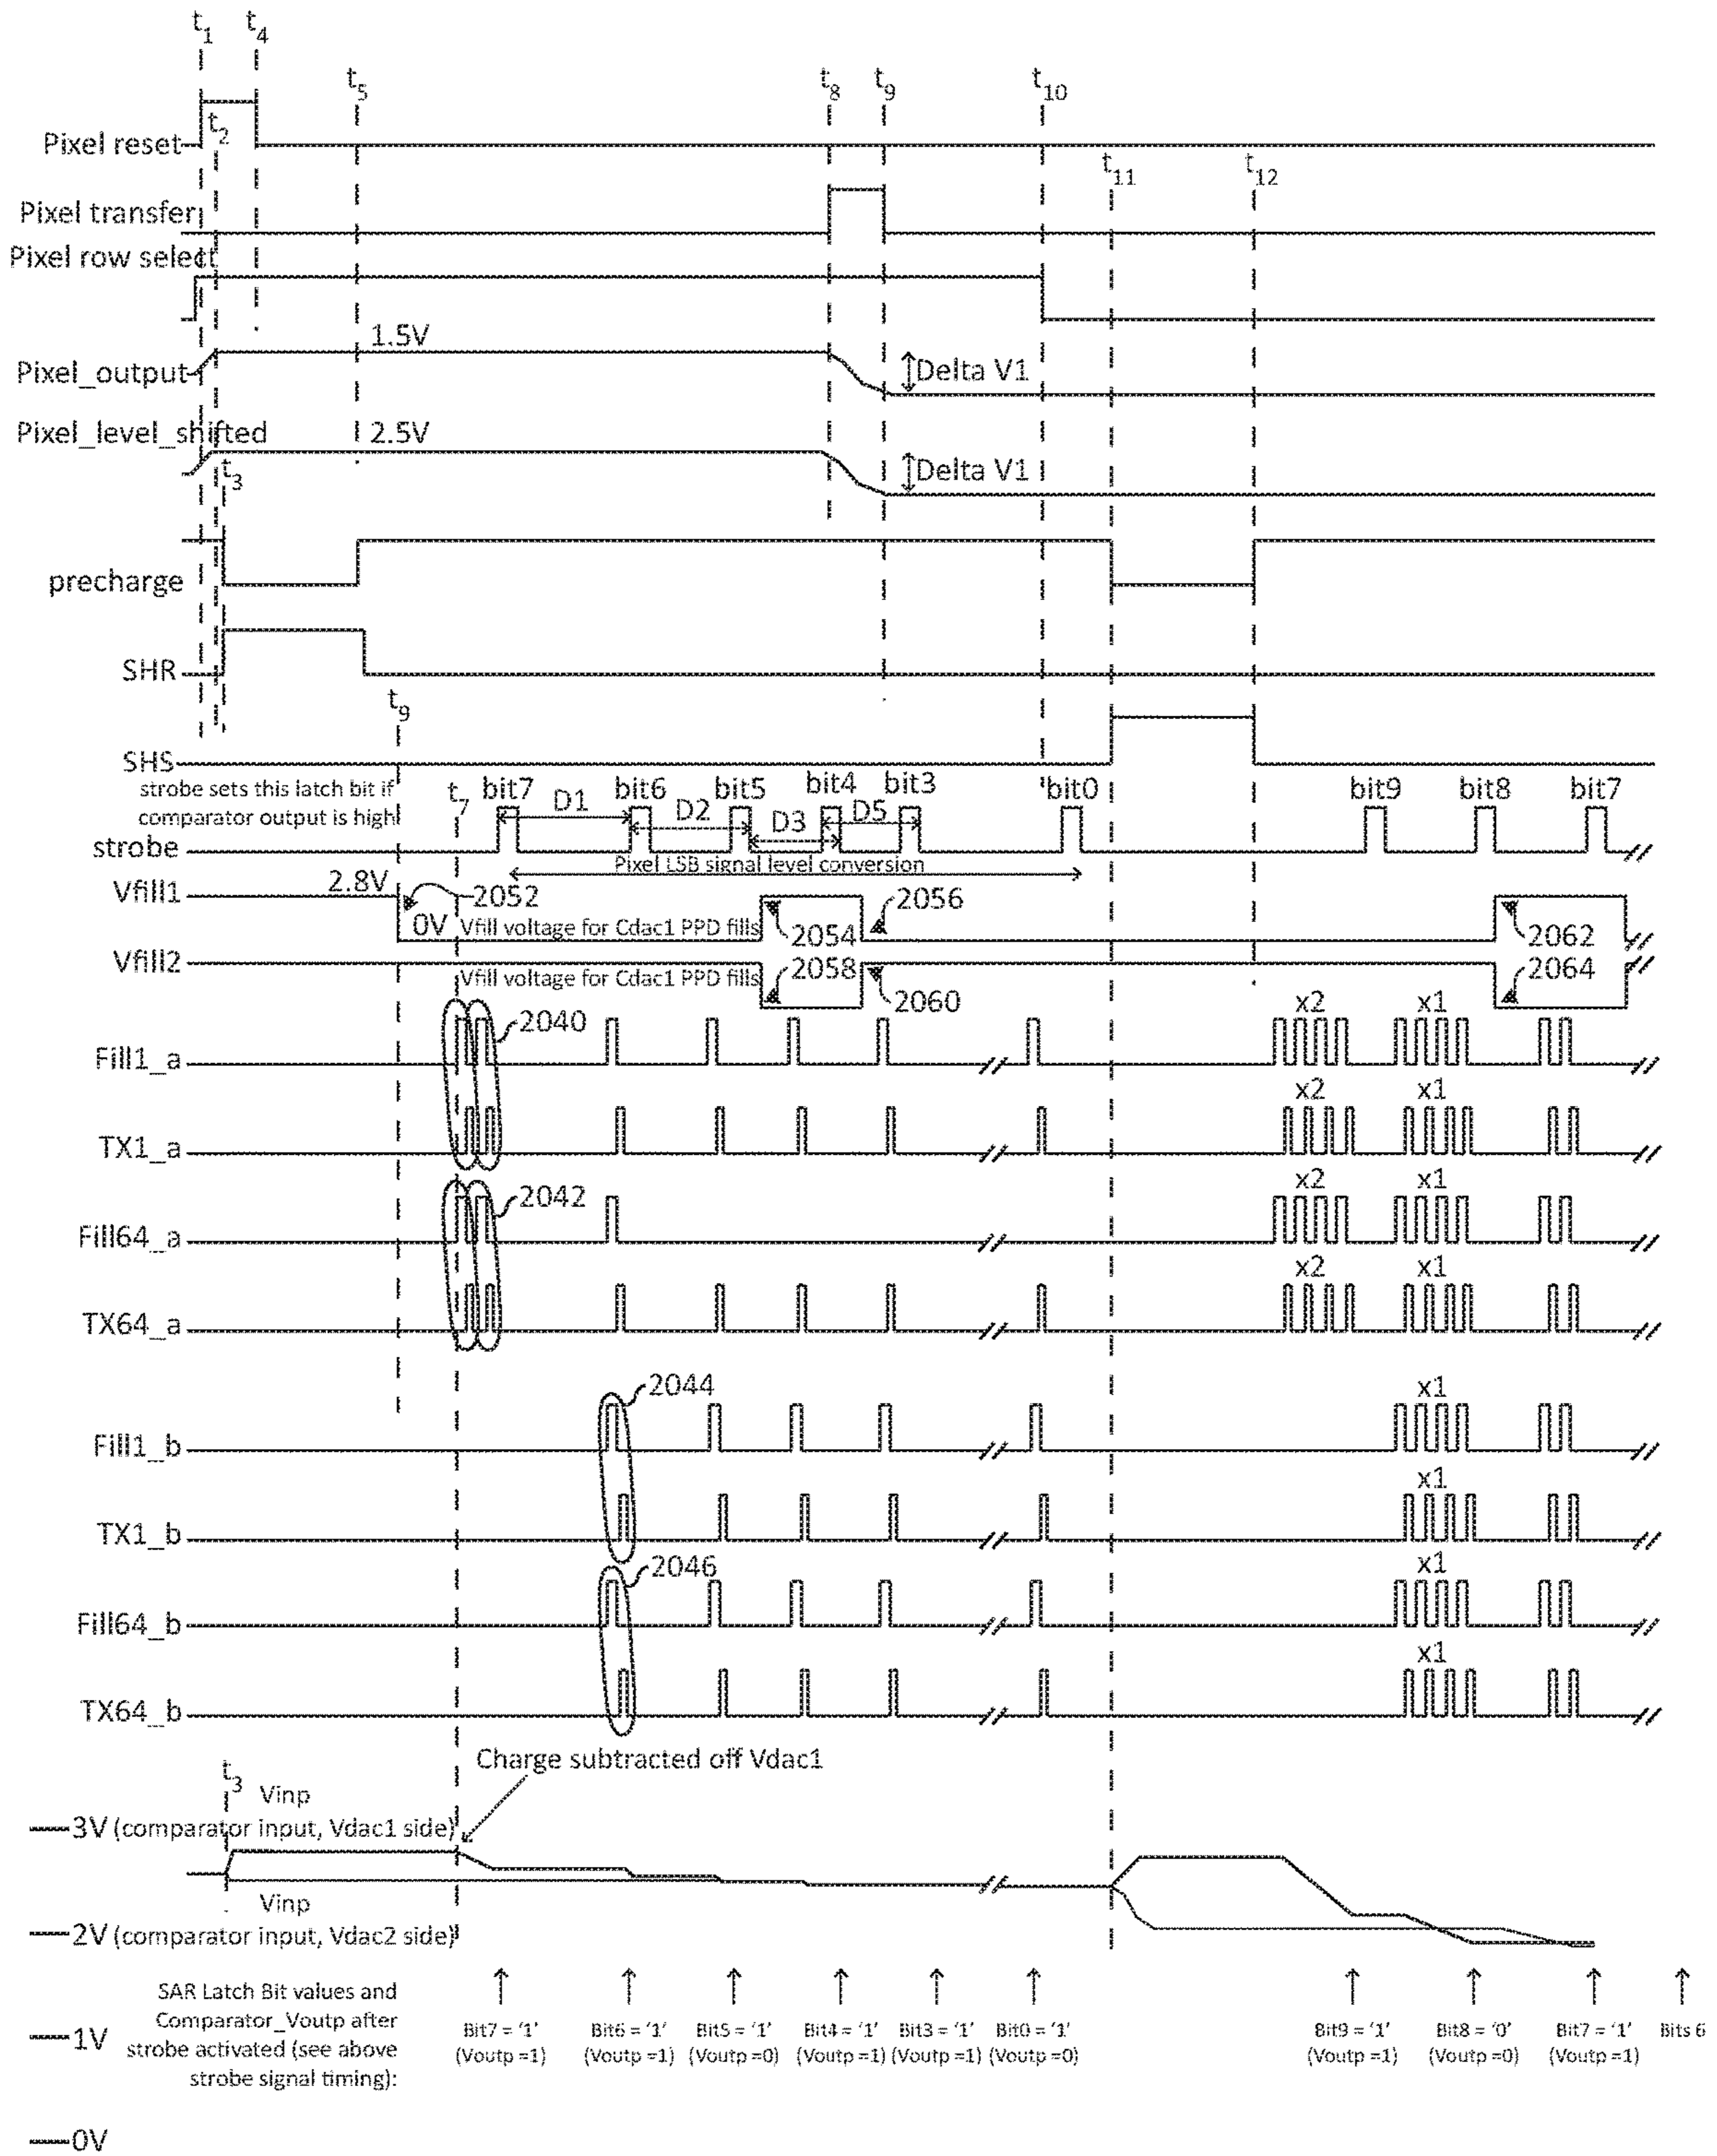 t1 t4
t5 t8 t9 t10
t2
Pixel reset
t11 t12
Pixel transfer
Pixel row select
1.5V
Pixel_output
Delta V1
Pixel_level_shifted
2.5V
t3
Delta V1
precharge
SHR
t9
SHS
strobe sets this latch bit if
comparator output is high
t7
bit7 bit6 bit5 bit4 bit3 bit0 bit9 bit8 bit7
D1 D2 D3 D5
strobe
Pixel LSB signal level conversion
2.8V
Vfill1
2052
2056
0V
Vfill voltage for Cdac1 PPD fills
2054
2062
Vfill2
Vfill voltage for Cdac1 PPD fills
2058
2064
2060
x2 x1
2040
Fill1_a
x2 x1
TX1_a
x2 x1
2042
Fill64_a
x2 x1
TX64_a
2044
x1
Fill1_b
x1
TX1_b
2046
x1
Fill64_b
x1
TX64_b
Charge subtracted off Vdac1
t3
Vinp
3V (comparator input, Vdac1 side)
Vinp
2V (comparator input, Vdac2 side)
SAR Latch Bit values and
Comparator_Voutp after
strobe activated (see above
strobe signal timing):
1V
Bit7 = '1' Bit6 = '1' Bit5 = '1' Bit4 = '1' Bit3 = '1' Bit0 = '1' Bit9 = '1' Bit8 = '0' Bit7 = '1' Bits 6
(Voutp =1) (Voutp =1) (Voutp =0) (Voutp =1) (Voutp =1) (Voutp =0) (Voutp =1) (Voutp =0) (Voutp =1)
0V